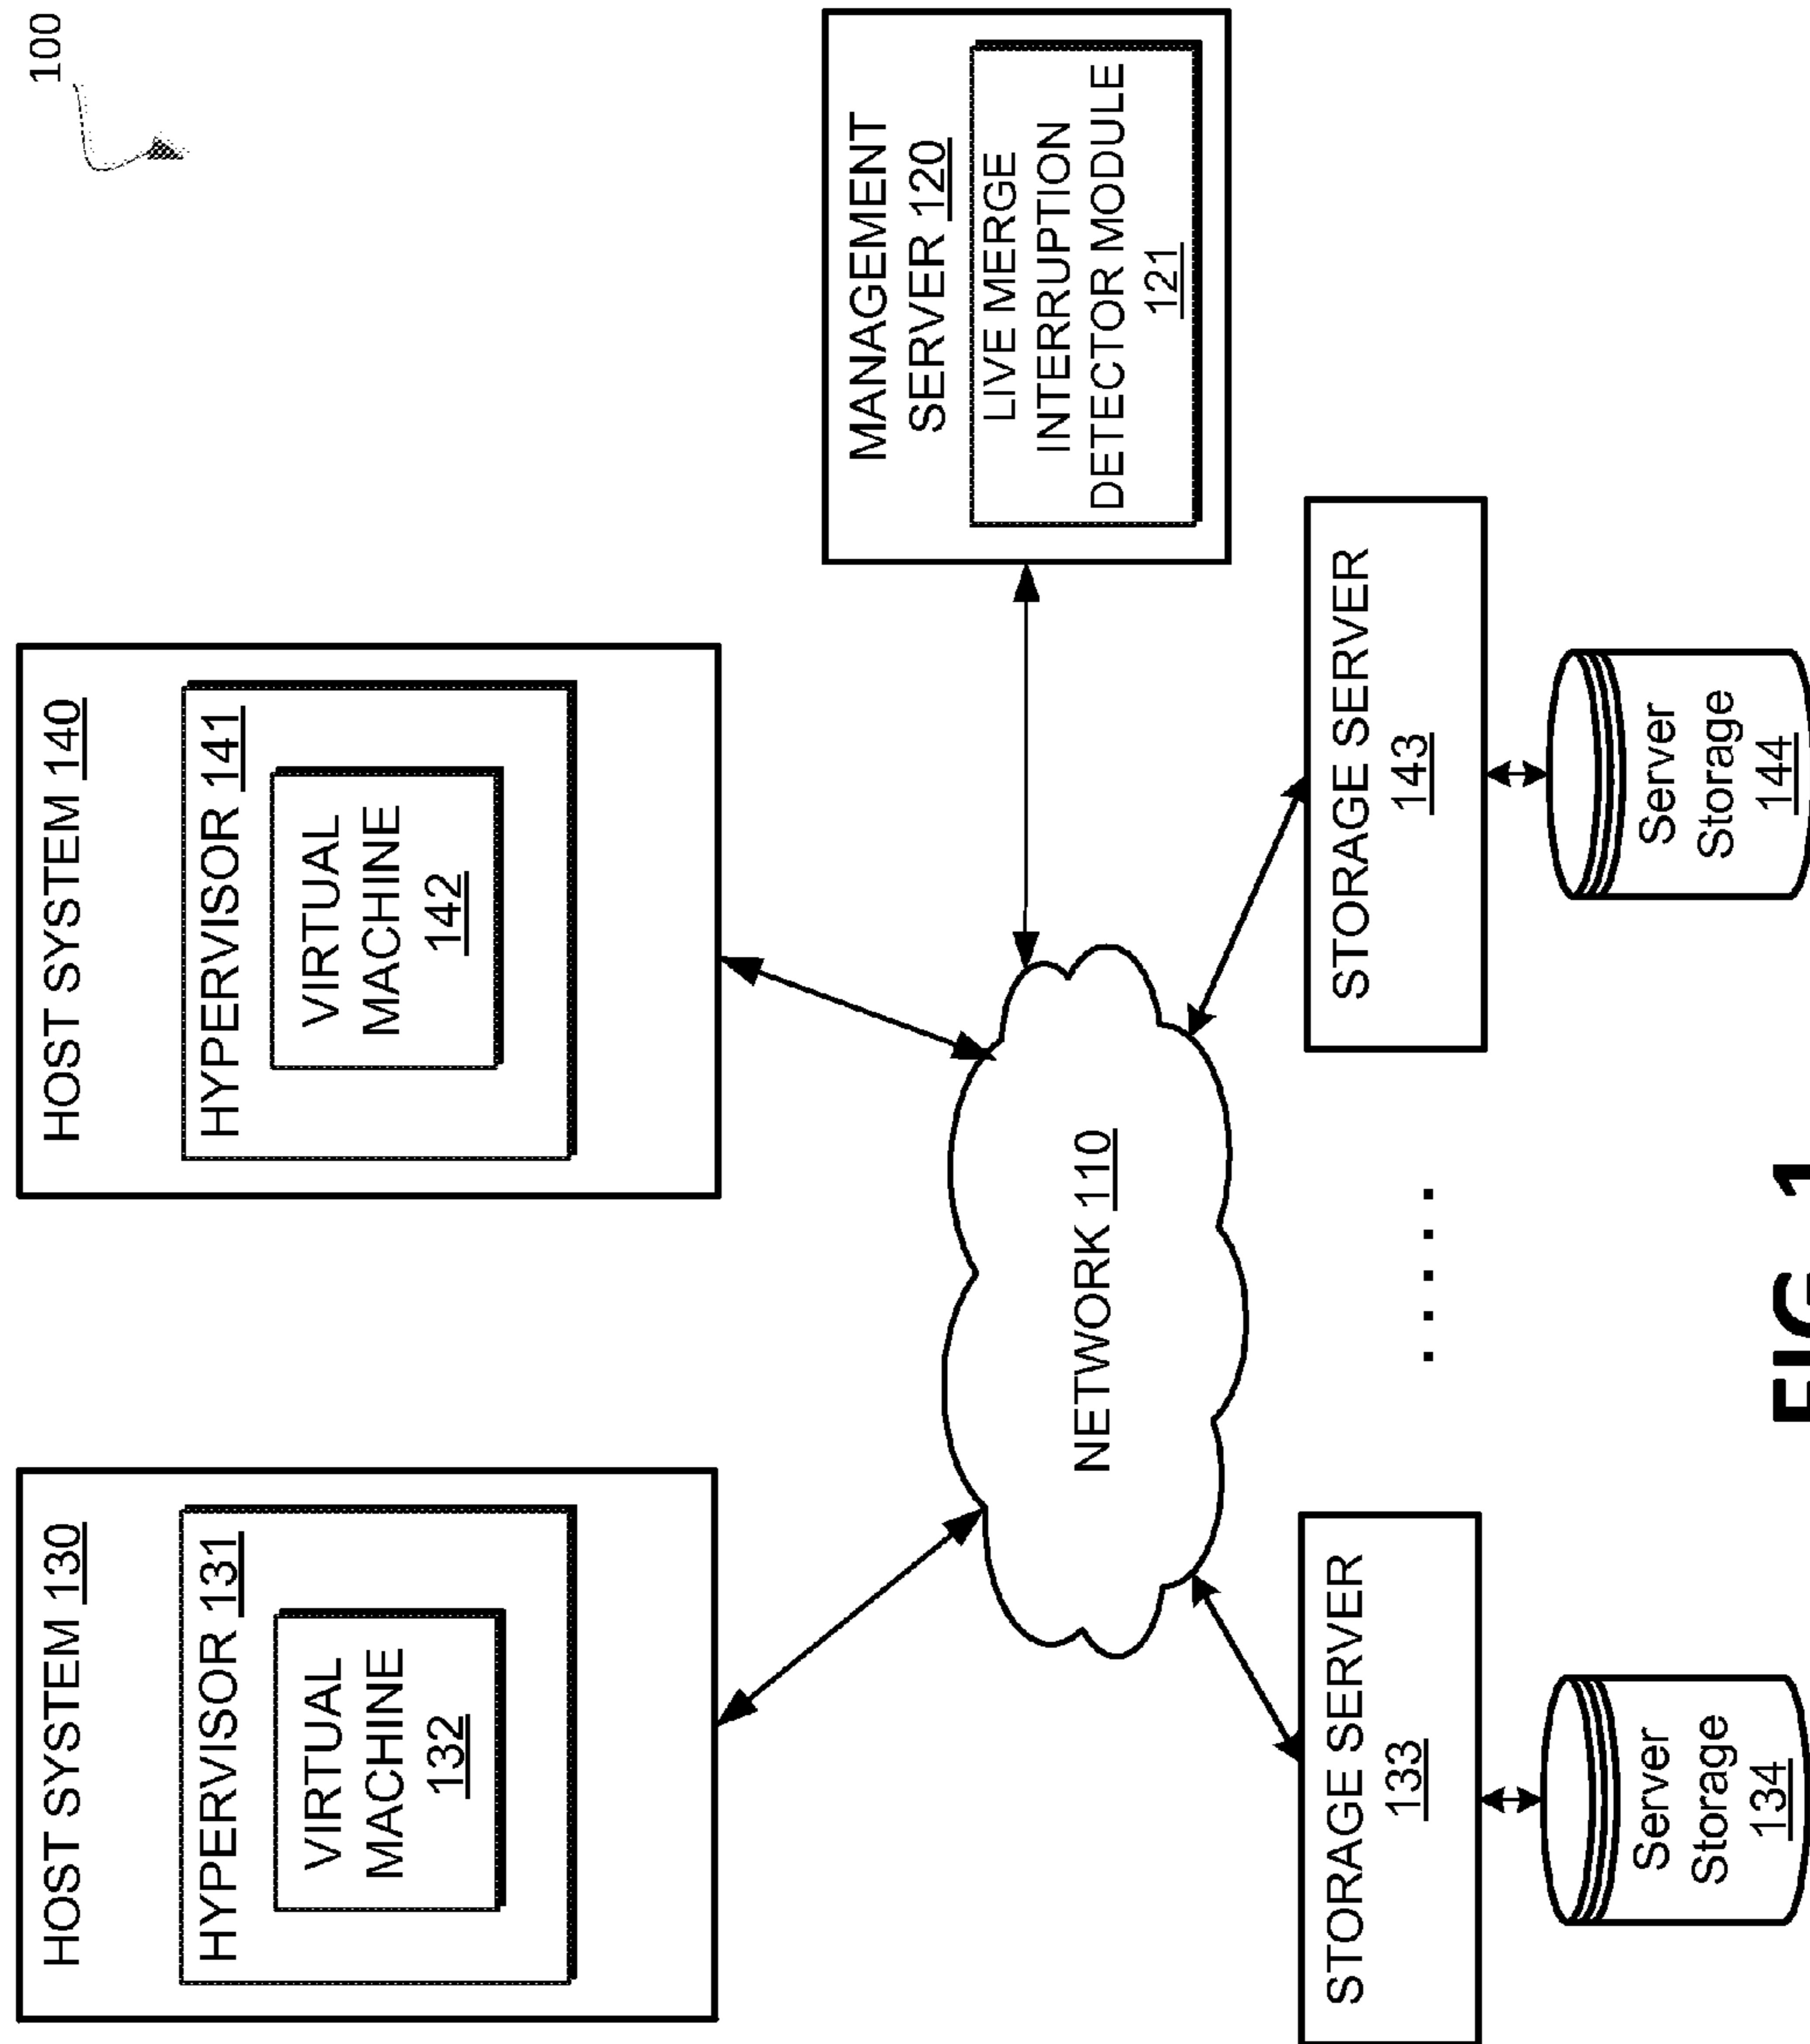 100
HOST SYSTEM 130
HYPERVISOR 131
VIRTUAL
MACHINE
132
HOST SYSTEM 140
HYPERVISOR 141
VIRTUAL
MACHINE
142
NETWORK 110
MANAGEMENT
SERVER 120
LIVE MERGE
INTERRUPTION
DETECTOR MODULE
121
STORAGE SERVER
133
Server
Storage
134
STORAGE SERVER
143
Server
Storage
144
. . . . .
FIG. 1